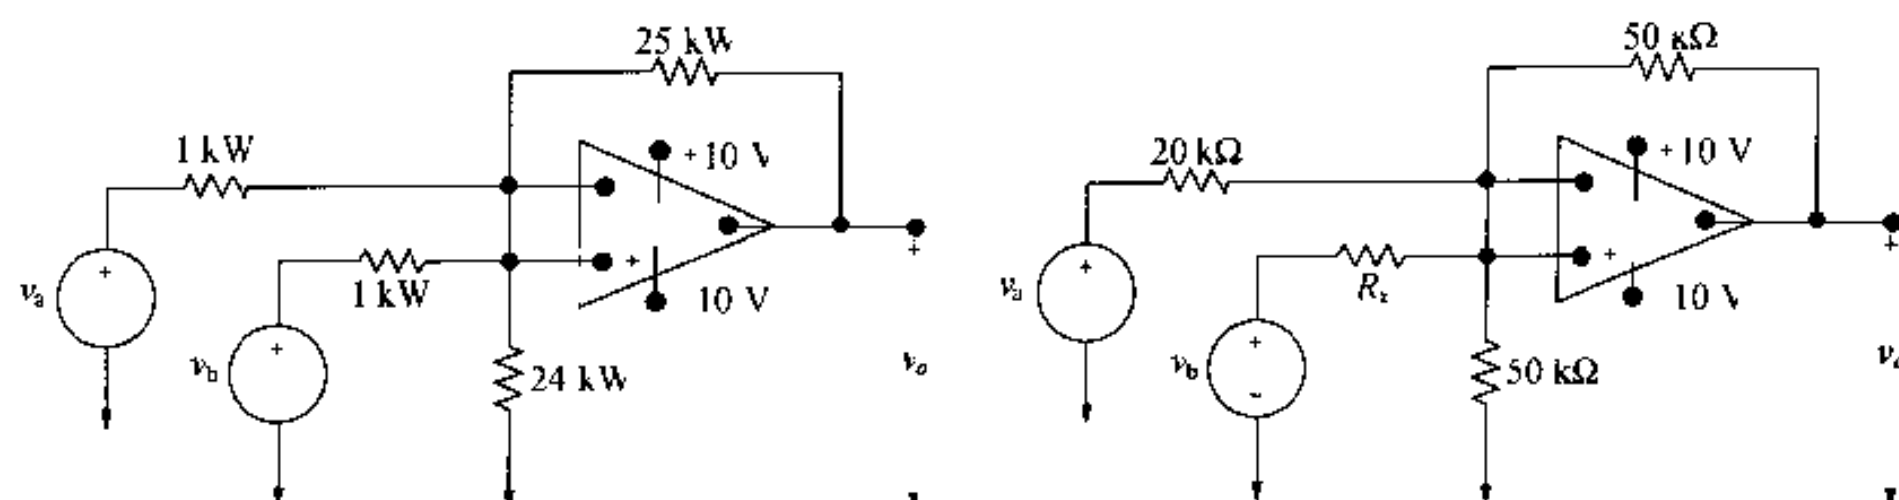 25 kW
1 kW
+10 V
+
+
1 kW
10 V
+
v_a
+
v_b
24 kW
v_o
50 kΩ
20 kΩ
+10 V
+
+
R_x
10 V
+
v_a
+
-
v_b
50 kΩ